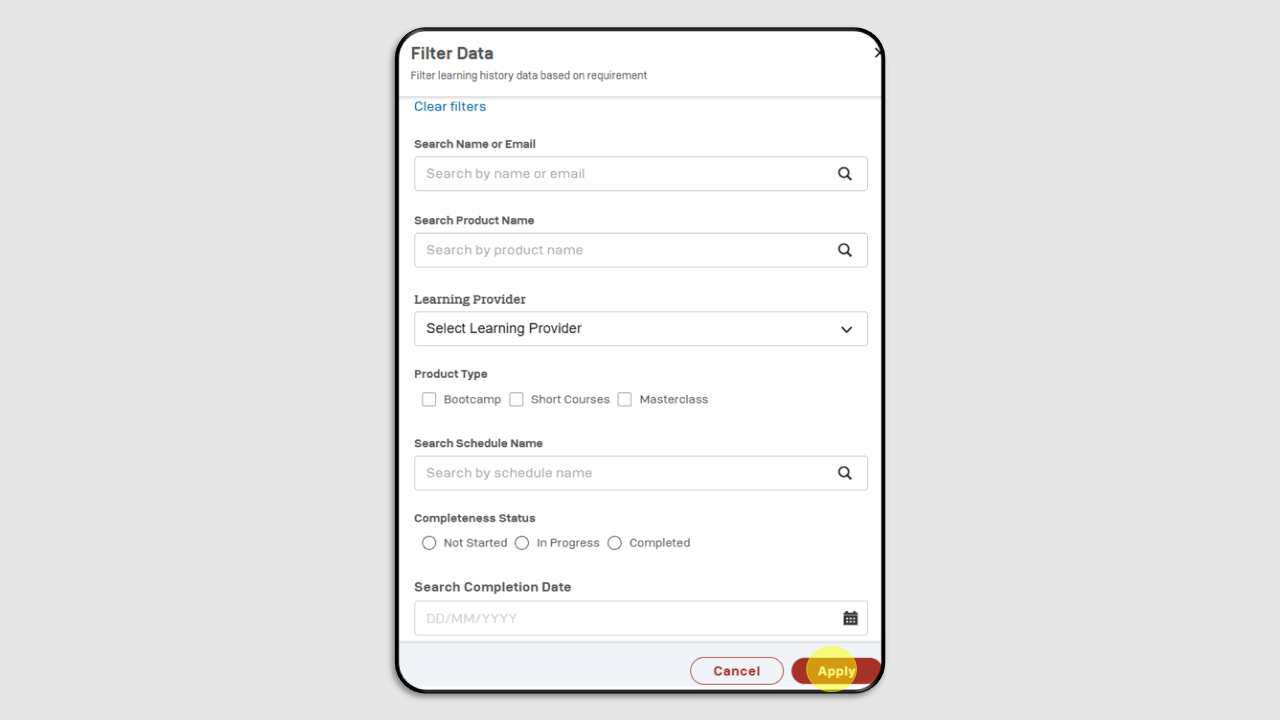 Filter Data
Filter learning history data based on requirement
Clear filters
Search Name or Email
Search by name or email
Search Product Name
Search by product name
Learning Provider
Select Learning Provider
Product Type
Bootcamp Short Courses Masterclass
Search Schedule Name
Search by schedule name
Completeness Status
Not Started In Progress Completed
Search Completion Date
DD/MM/YYYY
Cancel Apply